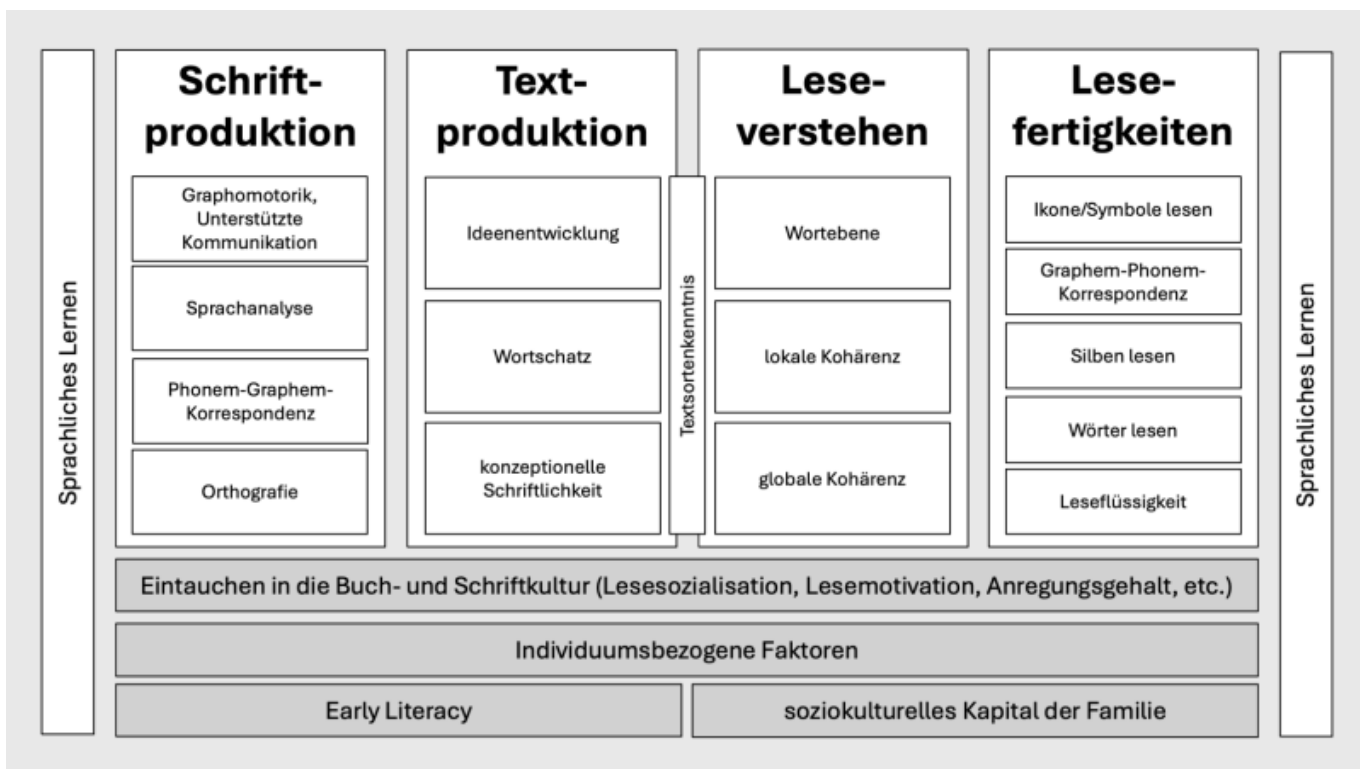 Sprachliches Lernen
Schrift-
produktion
Graphomotorik,
Unterstützte
Kommunikation
Sprachanalyse
Phonem-Graphem-
Korrespondenz
Orthografie
Text-
produktion
Ideenentwicklung
Wortschatz
konzeptionelle
Schriftlichkeit
Textsortenkenntnis
Lese-
verstehen
Wortebene
lokale Kohärenz
globale Kohärenz
Lese-
fertigkeiten
Ikone/Symbole lesen
Graphem-Phonem-
Korrespondenz
Silben lesen
Wörter lesen
Leseflüssigkeit
Sprachliches Lernen
Eintauchen in die Buch- und Schriftkultur (Lesesozialisation, Lesemotivation, Anregungsgehalt, etc.)
Individuumsbezogene Faktoren
Early Literacy
soziokulturelles Kapital der Familie